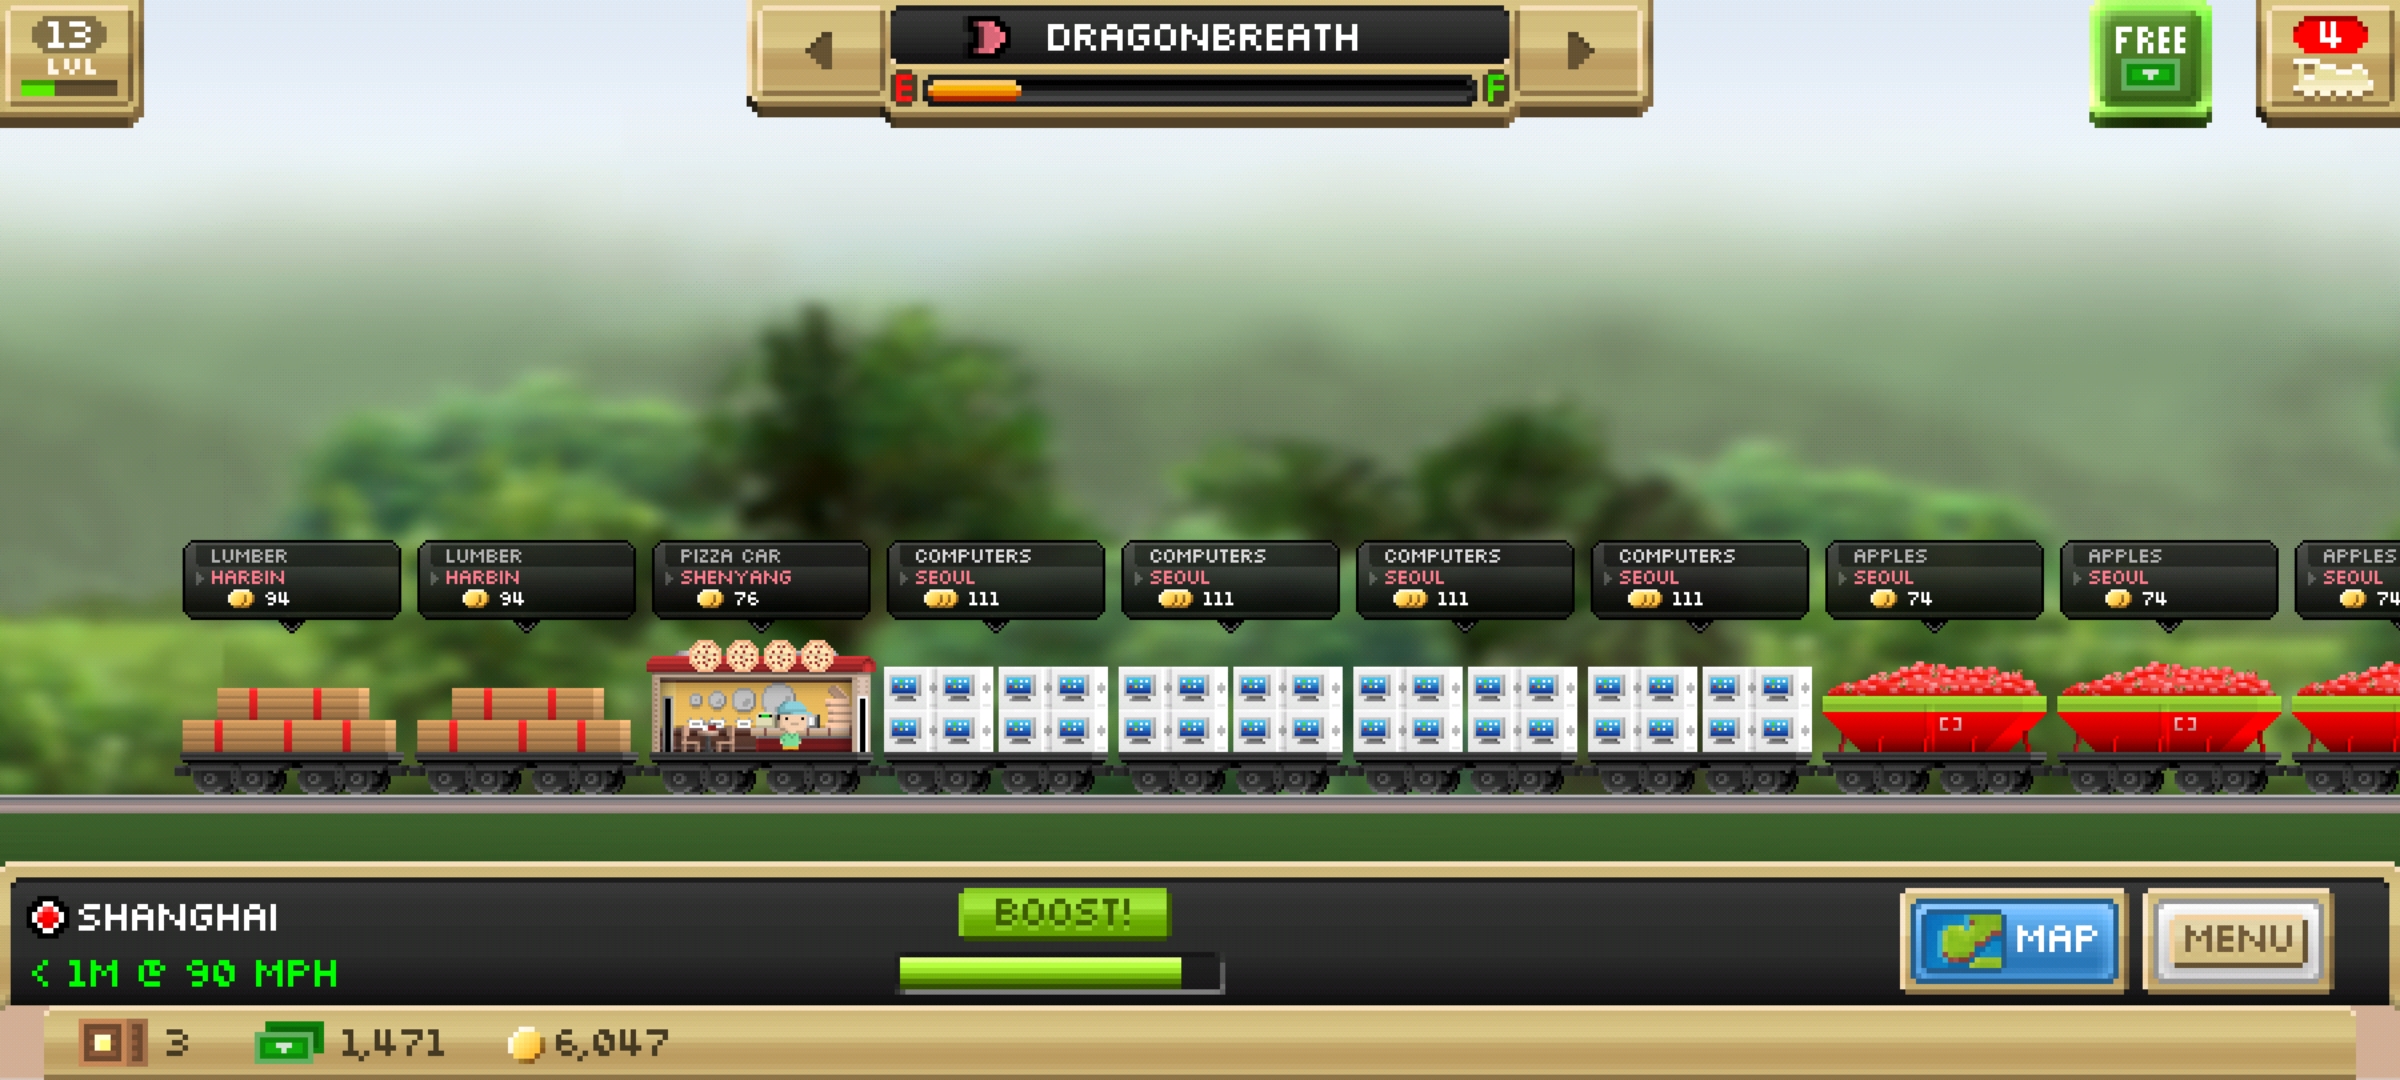 13
LVL
DRAGONBREATH
E F
FREE
4
LUMBER
HARBIN
94
LUMBER
HARBIN
94
PIZZA CAR
SHENYANG
76
COMPUTERS
SEOUL
111
COMPUTERS
SEOUL
111
COMPUTERS
SEOUL
111
COMPUTERS
SEOUL
111
APPLES
SEOUL
74
APPLES
SEOUL
74
APPLES
SEOUL
74
SHANGHAI
< 1M @ 90 MPH
BOOST!
MAP
MENU
3 1,471 6,047